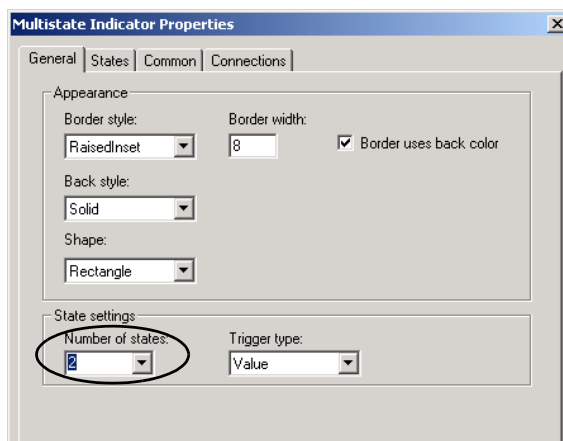 Multistate Indicator Properties
General States Common Connections
Appearance
Border style: Border width:
RaisedInset 8 Border uses back color
Back style:
Solid
Shape:
Rectangle
State settings
Number of states: Trigger type:
2 Value